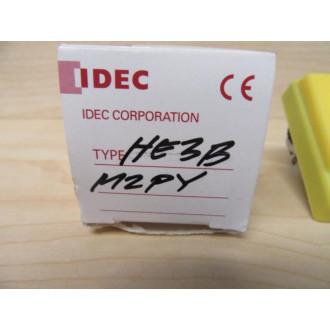 IDEC CE
IDEC CORPORATION
TYPE HE3B
M2PY